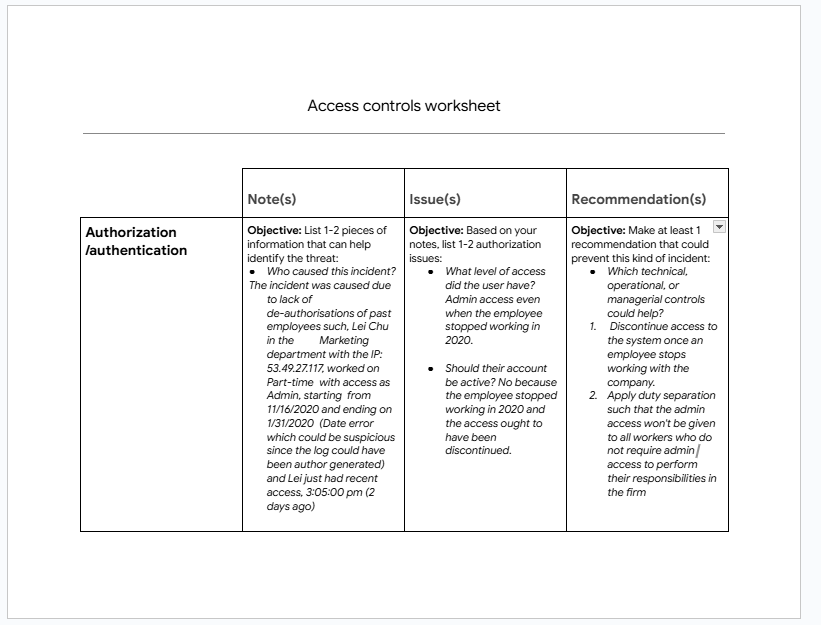 Access controls worksheet
Note(s)
Issue(s)
Recommendation(s)
Authorization
/authentication
Objective: List 1-2 pieces of
information that can help
identify the threat:
● Who caused this incident?
The incident was caused due
to lack of
de-authorisations of past
employees such, Lei Chu
in the Marketing
department with the IP:
53.49.27.117, worked on
Part-time with access as
Admin, starting from
11/16/2020 and ending on
1/31/2020 (Date error
which could be suspicious
since the log could have
been author generated)
and Lei just had recent
access, 3:05:00 pm (2
days ago)
Objective: Based on your
notes, list 1-2 authorization
issues:
● What level of access
did the user have?
Admin access even
when the employee
stopped working in
2020.
● Should their account
be active? No because
the employee stopped
working in 2020 and
the access ought to
have been
discontinued.
Objective: Make at least 1
recommendation that could
prevent this kind of incident:
● Which technical,
operational, or
managerial controls
could help?
1. Discontinue access to
the system once an
employee stops
working with the
company.
2. Apply duty separation
such that the admin
access won't be given
to all workers who do
not require admin
access to perform
their responsibilities in
the firm